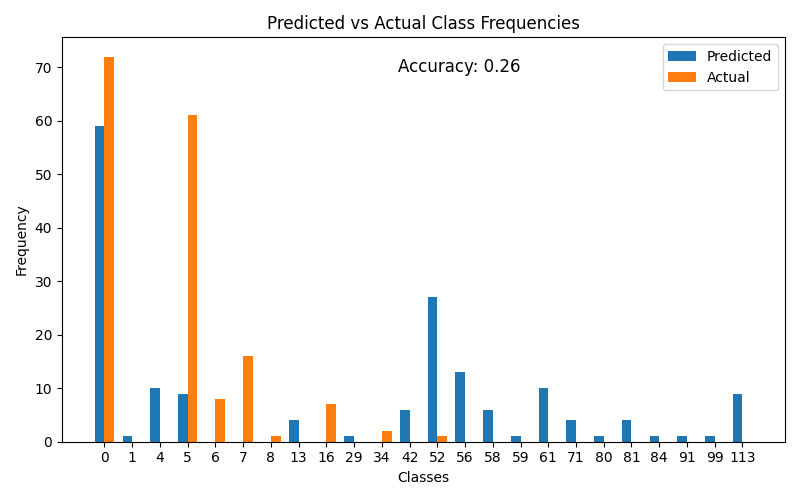 Predicted vs Actual Class Frequencies
Accuracy: 0.26
Predicted
Actual
70
60
50
40
30
20
10
0
Frequency
0 1 4 5 6 7 8 13 16 29 34 42 52 56 58 59 61 71 80 81 84 91 99 113
Classes